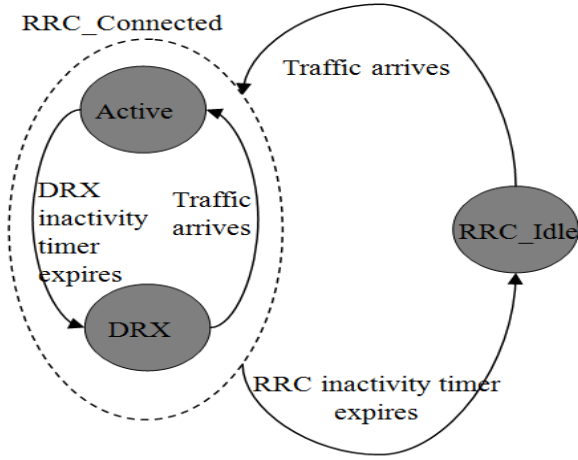 RRC_Connected
Traffic arrives
Active
DRX
inactivity
timer
expires
Traffic
arrives
RRC_Idle
DRX
RRC inactivity timer
expires